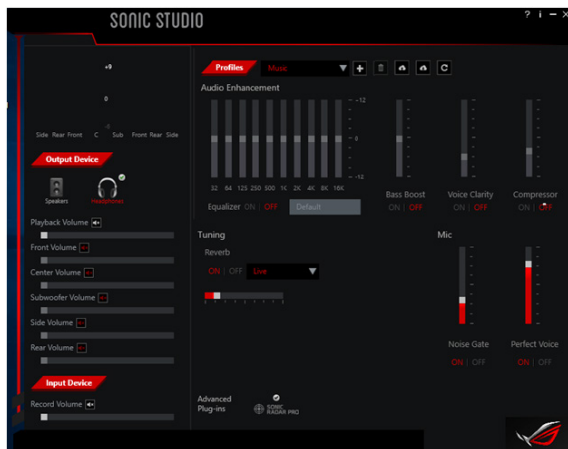 SONIC STUDIO
? i
+9
0
-9
Side Rear Front C Sub Front Rear Side
Output Device
Speakers Headphones
Playback Volume
Front Volume
Center Volume
Subwoofer Volume
Side Volume
Rear Volume
Input Device
Record Volume
Profiles Music
Audio Enhancement
-12
0
-12
32 64 125 250 500 1K 2K 4K 8K 16K
Equalizer ON | OFF Default
Bass Boost Voice Clarity Compressor
ON | OFF ON | OFF ON | OFF
Tuning
Reverb
ON | OFF Live
Mic
Noise Gate Perfect Voice
ON | OFF ON | OFF
Advanced
Plug-ins
SONIC
RADAR PRO